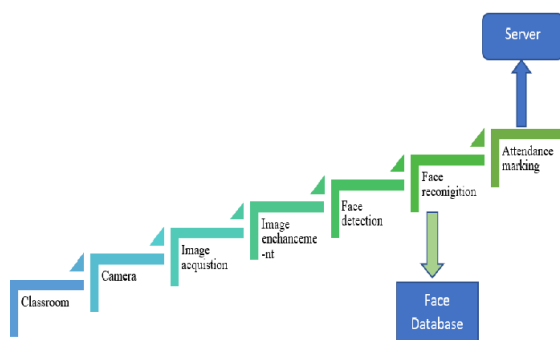 Classroom
Camera
Image
acquistion
Image
enchanceme
-nt
Face
detection
Face
reconigition
Attendance
marking
Server
Face
Database